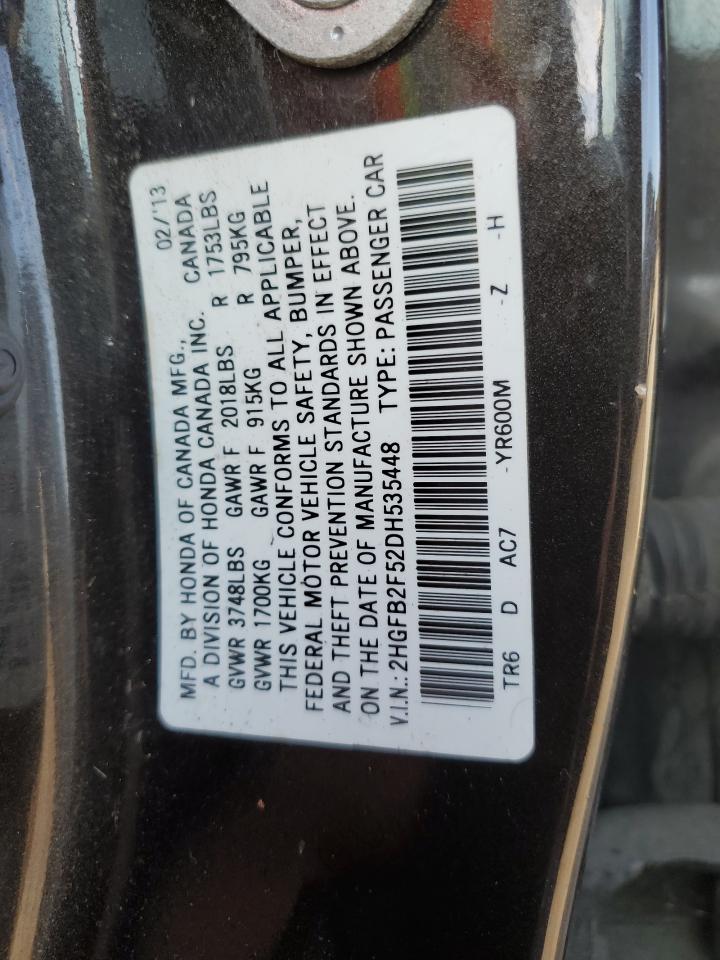 MFD. BY HONDA OF CANADA MFG., 02/'13
A DIVISION OF HONDA CANADA INC. CANADA
GVWR 3748LBS GAWR F 2018LBS R 1753LBS
GVWR 1700KG GAWR F 915KG R 795KG
THIS VEHICLE CONFORMS TO ALL APPLICABLE
FEDERAL MOTOR VEHICLE SAFETY, BUMPER,
AND THEFT PREVENTION STANDARDS IN EFFECT
ON THE DATE OF MANUFACTURE SHOWN ABOVE.
V.I.N.: 2HGFB2F52DH535448 TYPE: PASSENGER CAR
TR6 D AC7 -YR600M -Z -H